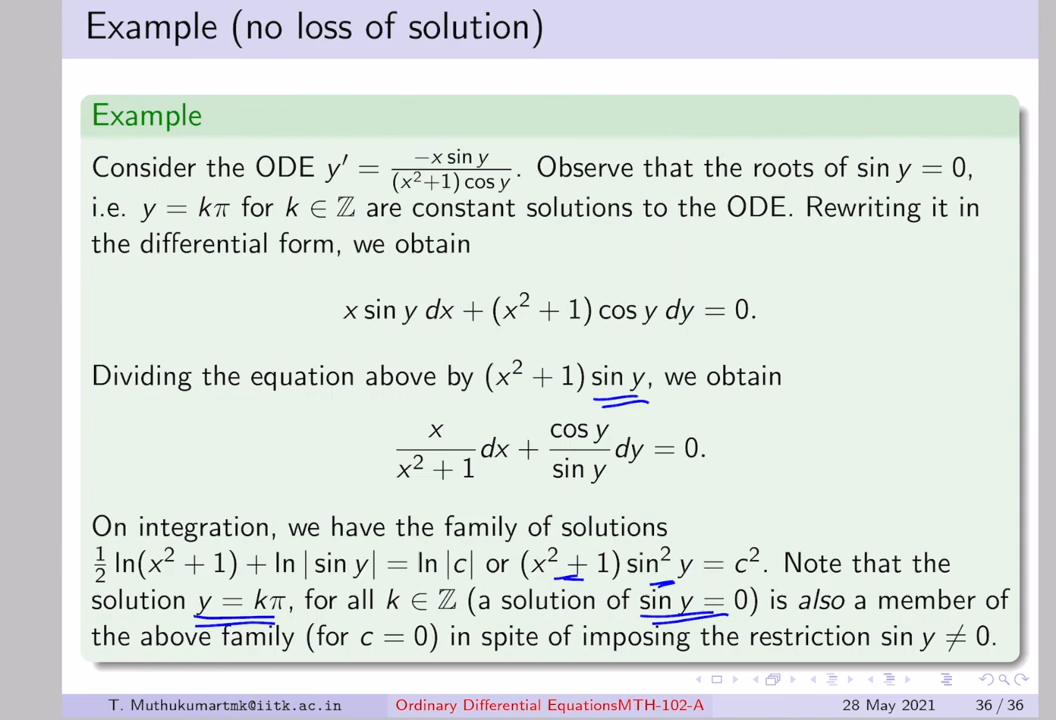 Example (no loss of solution)
Example
Consider the ODE y′ = −x sin y / (x²+1) cos y. Observe that the roots of sin y = 0,
i.e. y = kπ for k ∈ ℤ are constant solutions to the ODE. Rewriting it in
the differential form, we obtain
x sin y dx + (x² + 1) cos y dy = 0.
Dividing the equation above by (x² + 1) sin y, we obtain
x/(x² + 1) dx + cos y/sin y dy = 0.
On integration, we have the family of solutions
½ ln(x² + 1) + ln | sin y| = ln |c| or (x² + 1) sin² y = c². Note that the
solution y = kπ, for all k ∈ ℤ (a solution of sin y = 0) is also a member of
the above family (for c = 0) in spite of imposing the restriction sin y ≠ 0.
T. Muthukumartmk@iitk.ac.in Ordinary Differential EquationsMTH-102-A 28 May 2021 36 / 36